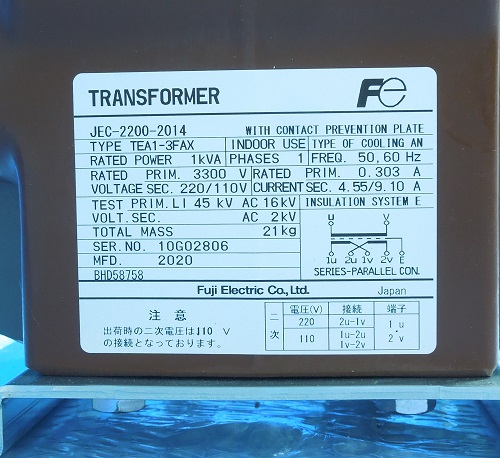 TRANSFORMER
Fe
JEC-2200-2014 WITH CONTACT PREVENTION PLATE
TYPE TEA1-3FAX INDOOR USE TYPE OF COOLING AN
RATED POWER 1kVA PHASES 1 FREQ. 50,60 Hz
RATED PRIM. 3300 V RATED PRIM. 0.303 A
VOLTAGE SEC. 220/110V CURRENT SEC. 4.55/9.10 A
TEST PRIM.LI 45 kV AC 16kV INSULATION SYSTEM E
VOLT.SEC. AC 2kV
TOTAL MASS 21kg
SER.NO. 10G02806
MFD. 2020
BHD58758
U V
1u 2u 1v 2v E
SERIES-PARALLEL CON.
Fuji Electric Co., Ltd. Japan
注意
出荷時の二次電圧は110 V
の接続となっております。
二次 電圧(V) 接続 端子
220 2u-1v 1u
110 1u-2u ·
1v-2v 2v